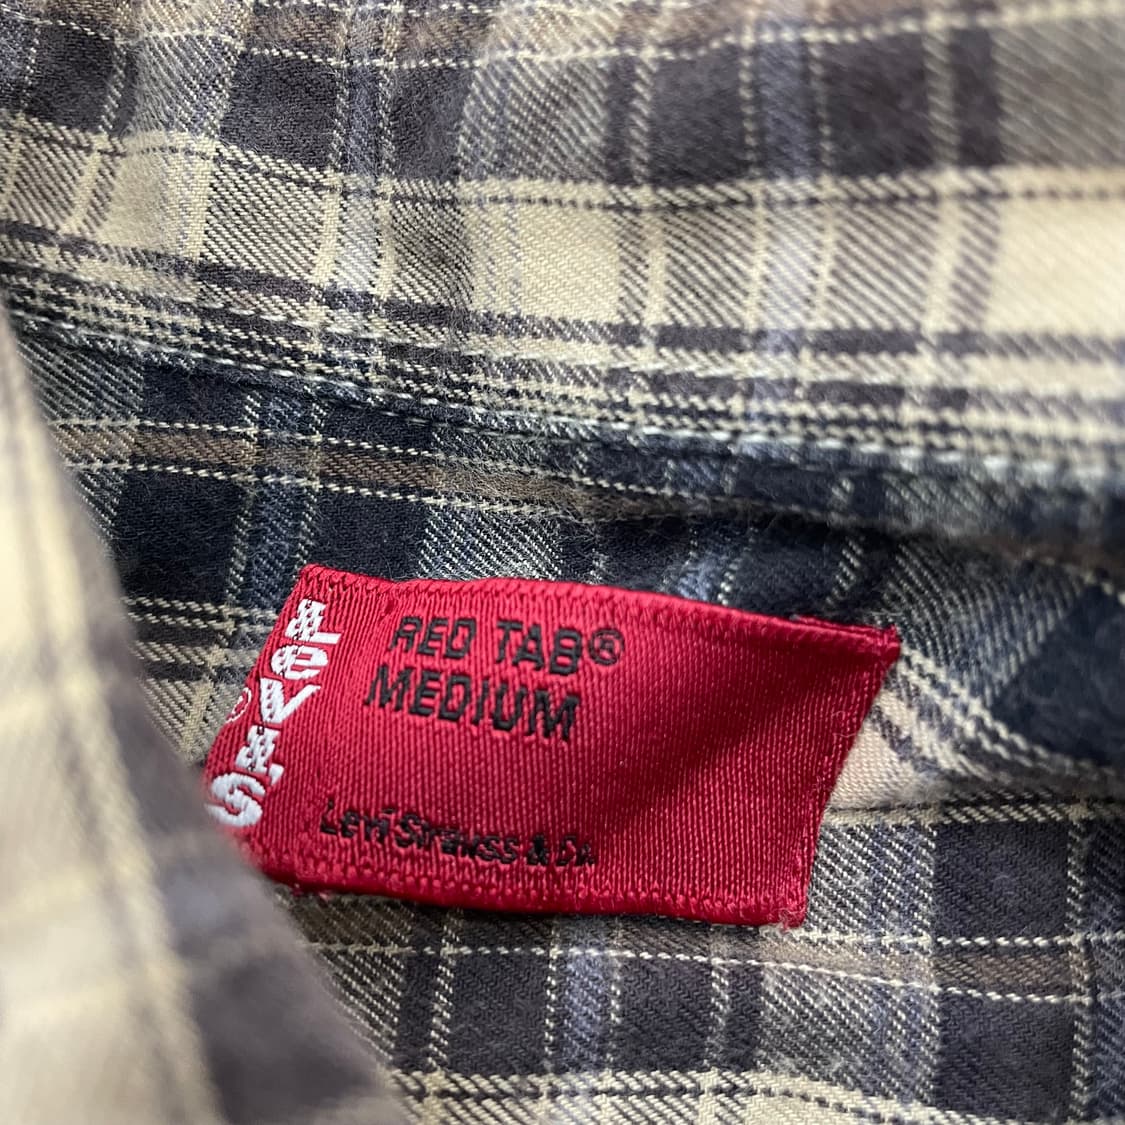 Levi's
®
RED TAB®
MEDIUM
Levi Strauss & Co.